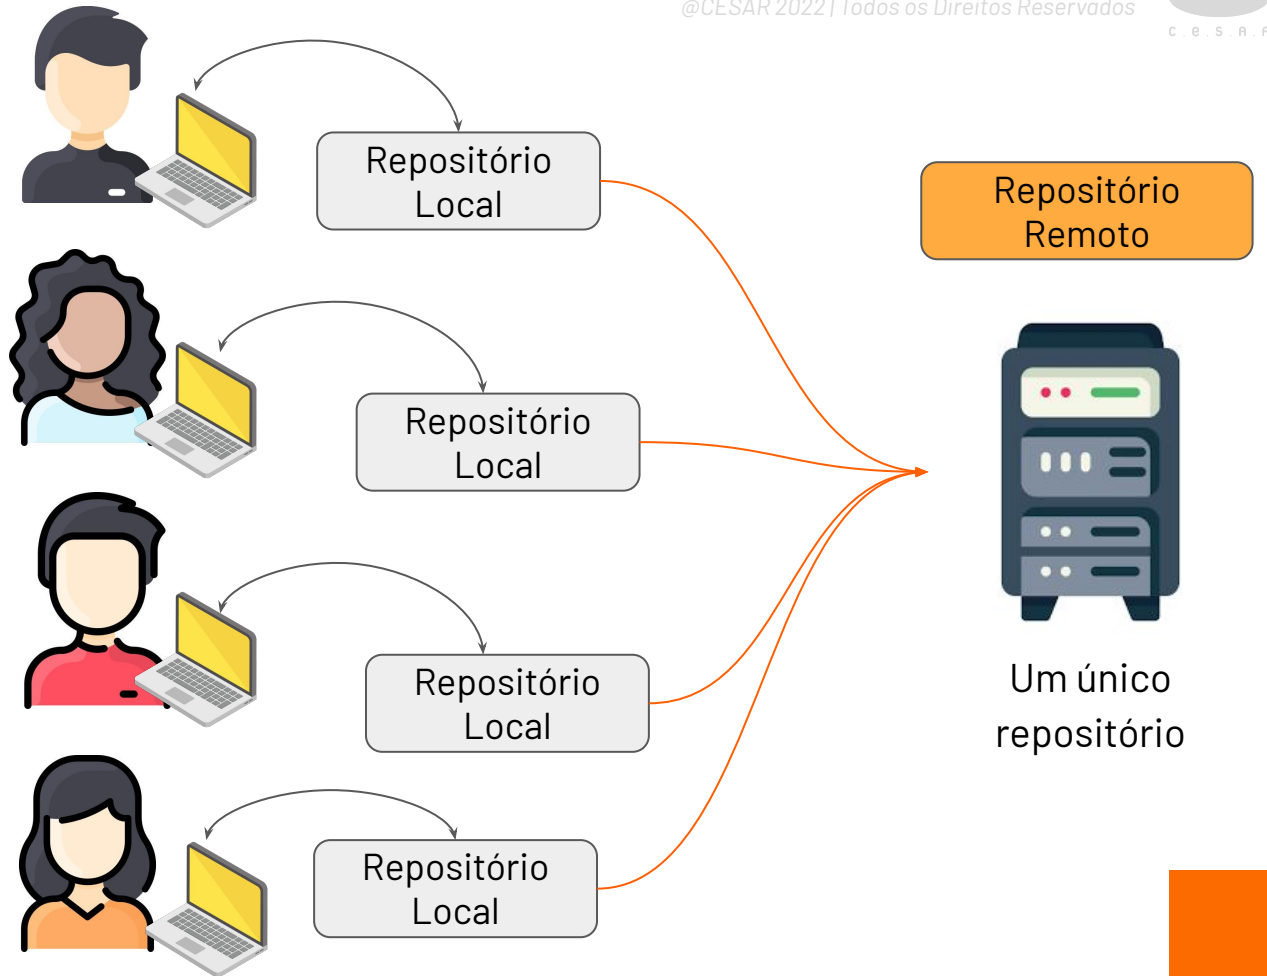 @CESAR 2022 | Todos os Direitos Reservados
C.e.S.A.R
Repositório
Local
Repositório
Remoto
Repositório
Local
Repositório
Local
Um único
repositório
Repositório
Local